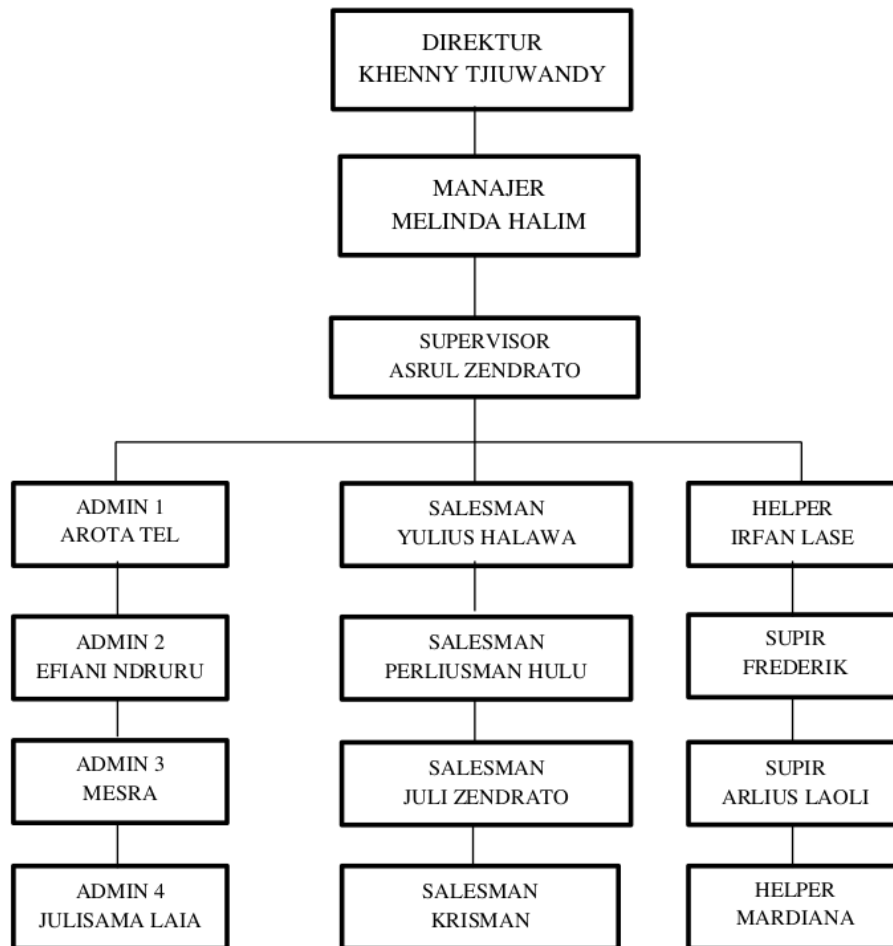 DIREKTUR
KHENNY TJIUWANDY
MANAJER
MELINDA HALIM
SUPERVISOR
ASRUL ZENDRATO
ADMIN 1
AROTA TEL
SALESMAN
YULIUS HALAWA
HELPER
IRFAN LASE
ADMIN 2
EFIANI NDRURU
SALESMAN
PERLIUSMAN HULU
SUPIR
FREDERIK
ADMIN 3
MESRA
SALESMAN
JULI ZENDRATO
SUPIR
ARLIUS LAOLI
ADMIN 4
JULISAMA LAIA
SALESMAN
KRISMAN
HELPER
MARDIANA